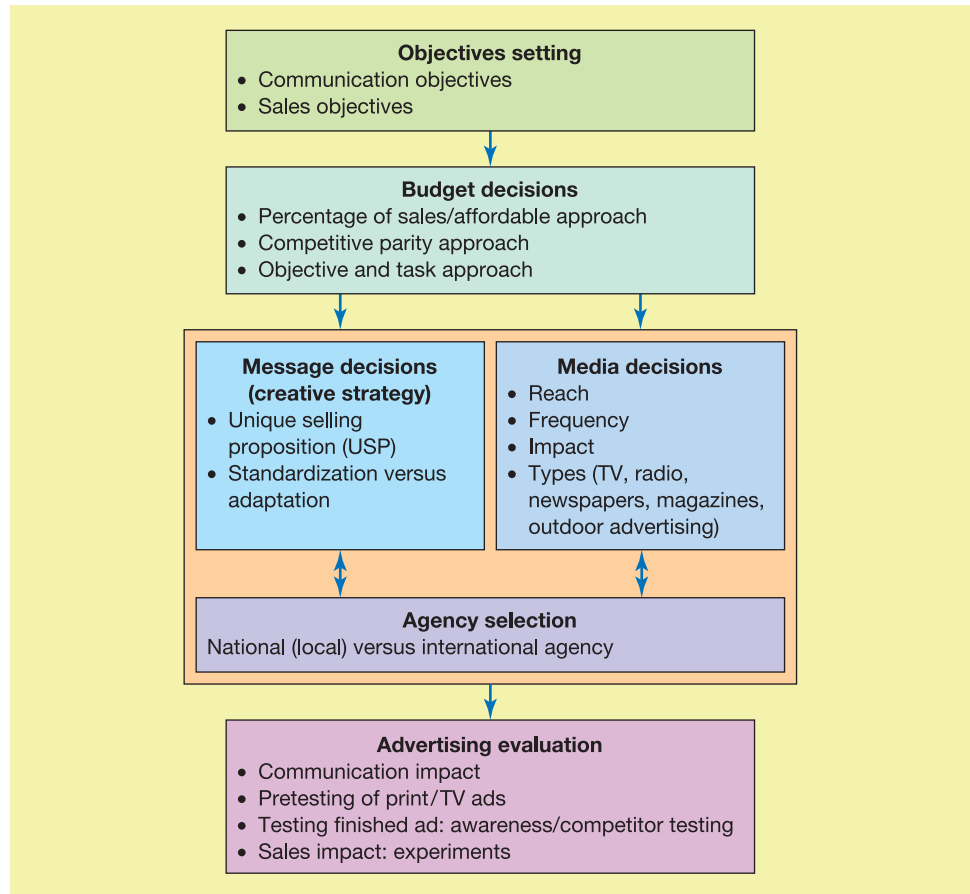 Objectives setting
• Communication objectives
• Sales objectives
Budget decisions
• Percentage of sales/affordable approach
• Competitive parity approach
• Objective and task approach
Message decisions
(creative strategy)
• Unique selling
proposition (USP)
• Standardization versus
adaptation
Media decisions
• Reach
• Frequency
• Impact
• Types (TV, radio,
newspapers, magazines,
outdoor advertising)
Agency selection
National (local) versus international agency
Advertising evaluation
• Communication impact
• Pretesting of print/TV ads
• Testing finished ad: awareness/competitor testing
• Sales impact: experiments